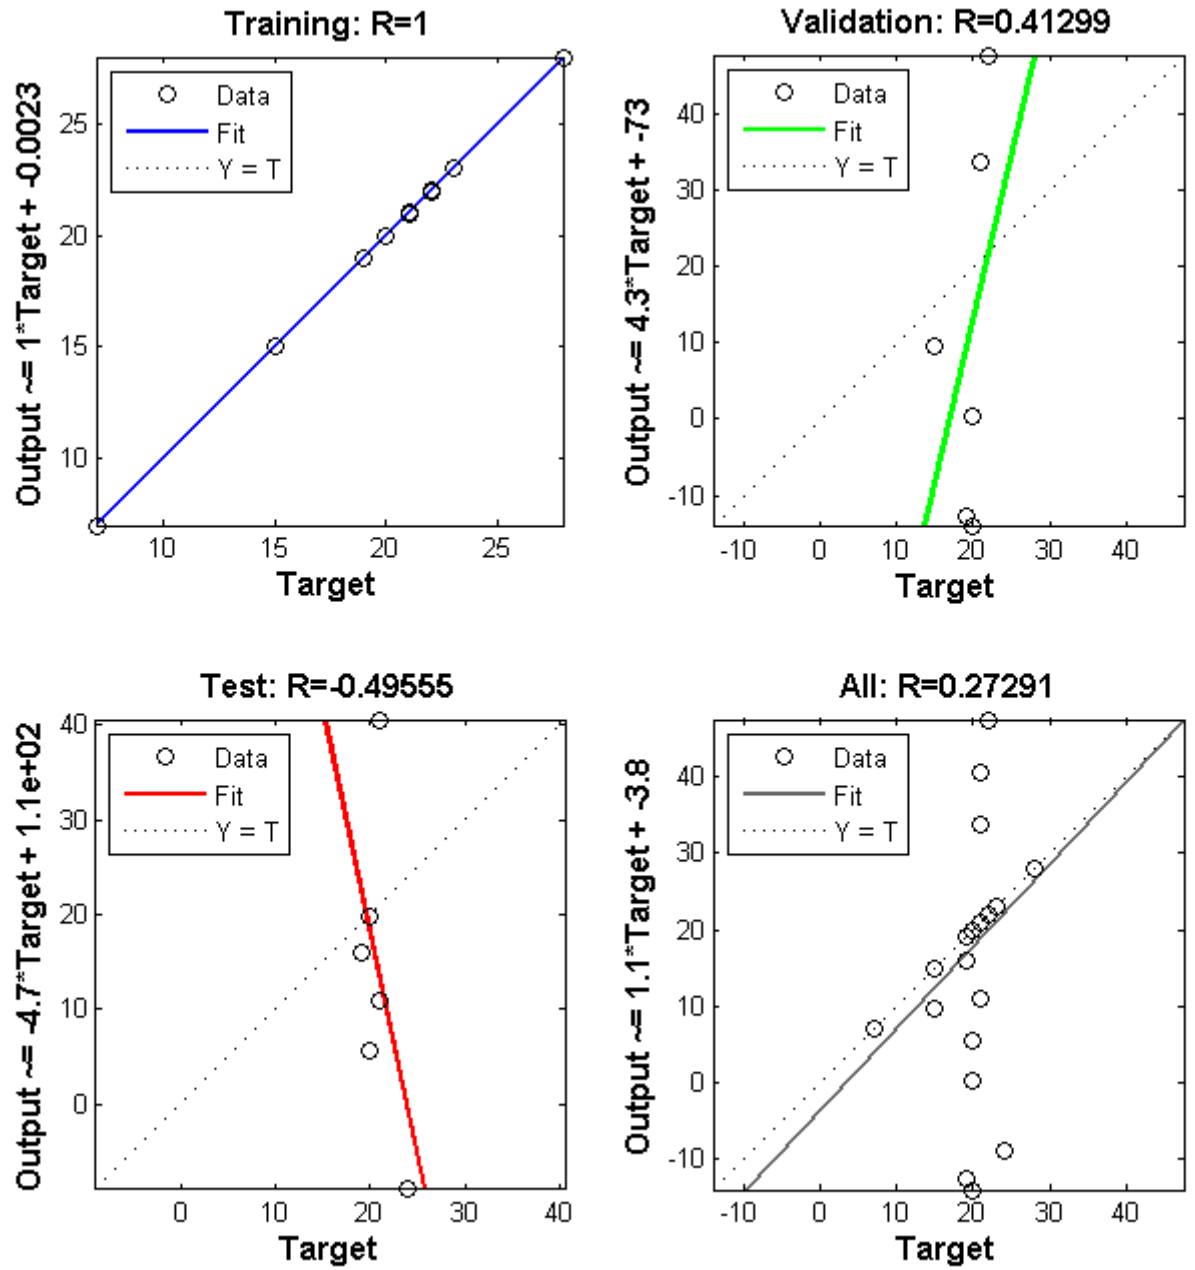 Training: R=1
Output ~= 1*Target + -0.0023
25
20
15
10
Data
Fit
Y = T
10 15 20 25
Target
Validation: R=0.41299
Output ~= 4.3*Target + -73
40
30
20
10
0
-10
Data
Fit
Y = T
-10 0 10 20 30 40
Target
Test: R=-0.49555
Output ~= -4.7*Target + 1.1e+02
40
30
20
10
0
Data
Fit
Y = T
0 10 20 30 40
Target
All: R=0.27291
Output ~= 1.1*Target + -3.8
40
30
20
10
0
-10
Data
Fit
Y = T
-10 0 10 20 30 40
Target